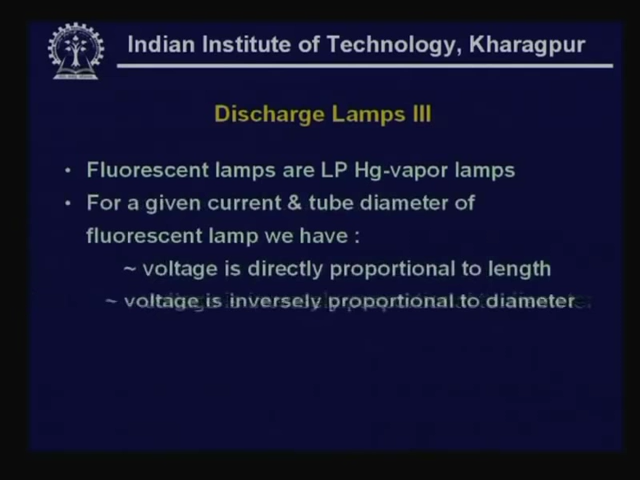 Indian Institute of Technology, Kharagpur
Discharge Lamps III
• Fluorescent lamps are LP Hg-vapor lamps
• For a given current & tube diameter of
fluorescent lamp we have :
~ voltage is directly proportional to length
~ voltage is inversely proportional to diameter